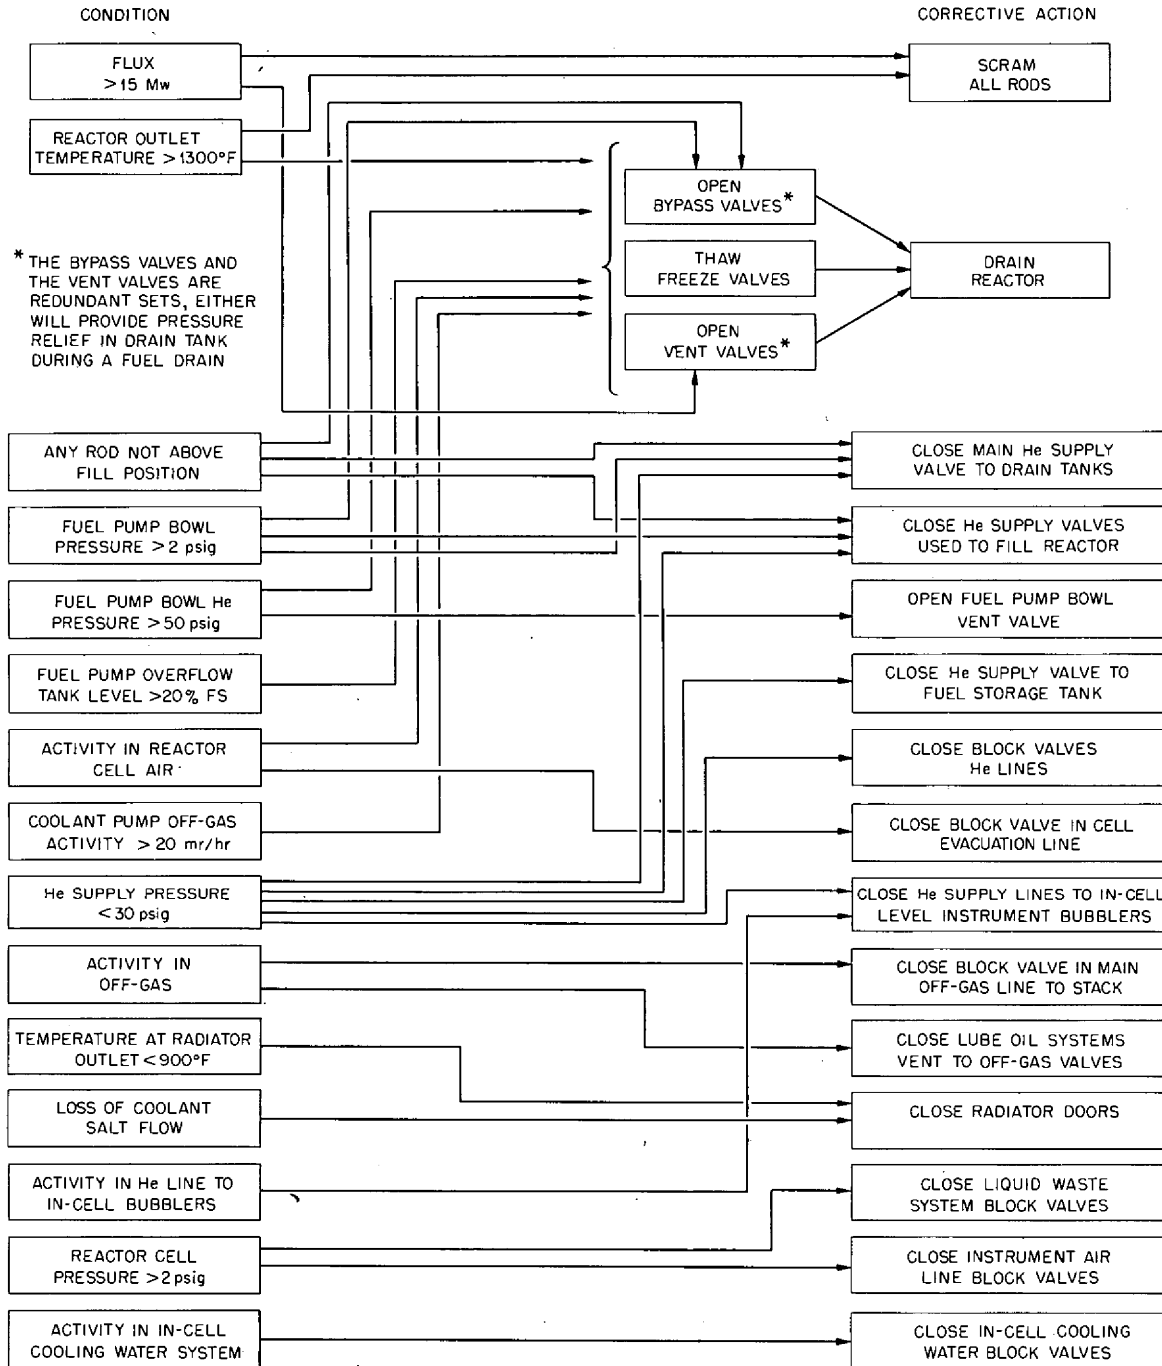 CONDITION
CORRECTIVE ACTION
FLUX
>15 Mw
SCRAM
ALL RODS
REACTOR OUTLET
TEMPERATURE >1300°F
OPEN
BYPASS VALVES*
THAW
FREEZE VALVES
OPEN
VENT VALVES*
DRAIN
REACTOR
* THE BYPASS VALVES AND
THE VENT VALVES ARE
REDUNDANT SETS, EITHER
WILL PROVIDE PRESSURE
RELIEF IN DRAIN TANK
DURING A FUEL DRAIN
ANY ROD NOT ABOVE
FILL POSITION
CLOSE MAIN He SUPPLY
VALVE TO DRAIN TANKS
FUEL PUMP BOWL
PRESSURE >2 psig
CLOSE He SUPPLY VALVES
USED TO FILL REACTOR
FUEL PUMP BOWL He
PRESSURE >50 psig
OPEN FUEL PUMP BOWL
VENT VALVE
FUEL PUMP OVERFLOW
TANK LEVEL >20% FS
CLOSE He SUPPLY VALVE TO
FUEL STORAGE TANK
ACTIVITY IN REACTOR
CELL AIR
CLOSE BLOCK VALVES
He LINES
COOLANT PUMP OFF-GAS
ACTIVITY >20 mr/hr
CLOSE BLOCK VALVE IN CELL
EVACUATION LINE
He SUPPLY PRESSURE
<30 psig
CLOSE He SUPPLY LINES TO IN-CELL
LEVEL INSTRUMENT BUBBLERS
ACTIVITY IN
OFF-GAS
CLOSE BLOCK VALVE IN MAIN
OFF-GAS LINE TO STACK
TEMPERATURE AT RADIATOR
OUTLET <900°F
CLOSE LUBE OIL SYSTEMS
VENT TO OFF-GAS VALVES
LOSS OF COOLANT
SALT FLOW
CLOSE RADIATOR DOORS
ACTIVITY IN He LINE TO
IN-CELL BUBBLERS
CLOSE LIQUID WASTE
SYSTEM BLOCK VALVES
REACTOR CELL
PRESSURE >2 psig
CLOSE INSTRUMENT AIR
LINE BLOCK VALVES
ACTIVITY IN IN-CELL
COOLING WATER SYSTEM
CLOSE IN-CELL COOLING
WATER BLOCK VALVES